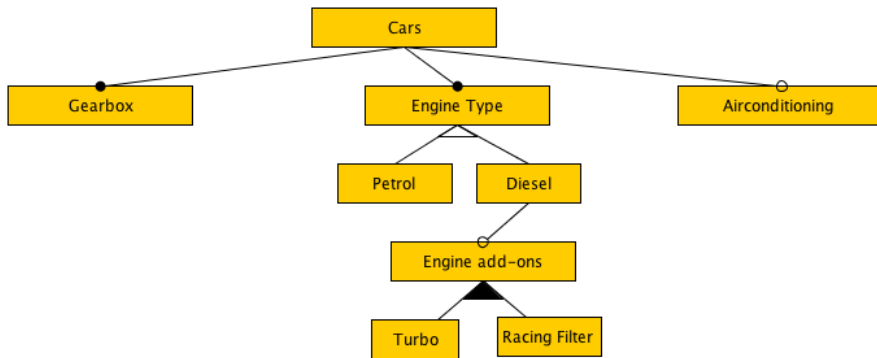 Cars
Gearbox
Engine Type
Airconditioning
Petrol
Diesel
Engine add-ons
Turbo
Racing Filter